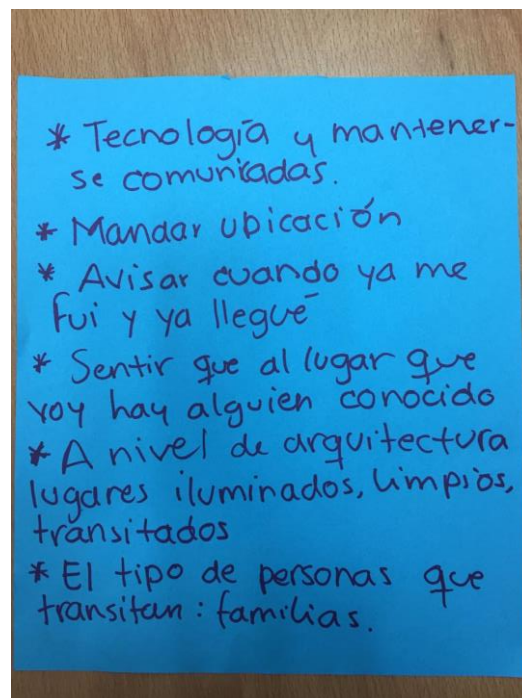 * Tecnología y mantener-
se comunicadas.
* Mandar ubicación
* Avisar cuando ya me
fui y ya llegué
* Sentir que al lugar que
voy hay alguien conocido
* A nivel de arquitectura
lugares iluminados, limpios,
transitados
* El tipo de personas que
transitan: familias.